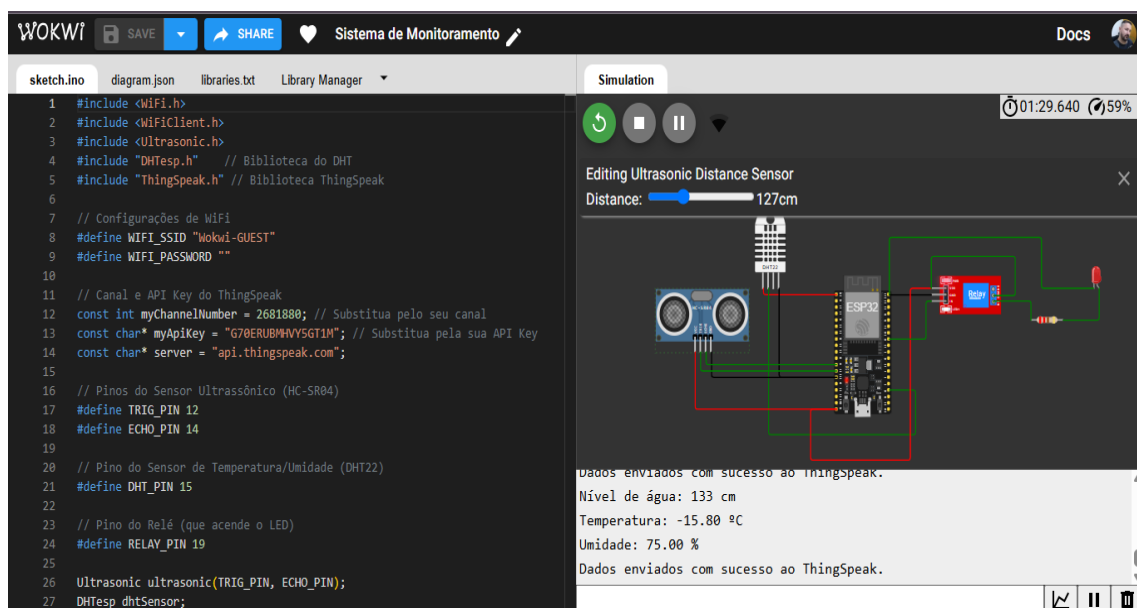 WOKWi SAVE SHARE Sistema de Monitoramento Docs
sketch.ino diagram.json libraries.txt Library Manager
1 #include <WiFi.h>
2 #include <WiFiClient.h>
3 #include <Ultrasonic.h>
4 #include "DHTesp.h" // Biblioteca do DHT
5 #include "ThingSpeak.h" // Biblioteca ThingSpeak
6
7 // Configurações de WiFi
8 #define WIFI_SSID "Wokwi-GUEST"
9 #define WIFI_PASSWORD ""
10
11 // Canal e API Key do ThingSpeak
12 const int myChannelNumber = 2681880; // Substitua pelo seu canal
13 const char* myApiKey = "G70ERUBMHVY5GT1M"; // Substitua pela sua API Key
14 const char* server = "api.thingspeak.com";
15
16 // Pinos do Sensor Ultrassônico (HC-SR04)
17 #define TRIG_PIN 12
18 #define ECHO_PIN 14
19
20 // Pino do Sensor de Temperatura/Umidade (DHT22)
21 #define DHT_PIN 15
22
23 // Pino do Relé (que acende o LED)
24 #define RELAY_PIN 19
25
26 Ultrasonic ultrasonic(TRIG_PIN, ECHO_PIN);
27 DHTesp dhtSensor;
Simulation
01:29.640 59%
Editing Ultrasonic Distance Sensor
Distance: 127cm
DHT22
HC-SR04
ESP32
Relay
Dados enviados com sucesso ao ThingSpeak.
Nível de água: 133 cm
Temperatura: -15.80 ºC
Umidade: 75.00 %
Dados enviados com sucesso ao ThingSpeak.